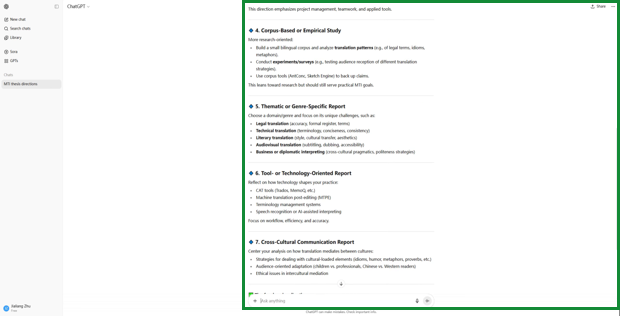 ChatGPT
Share
New chat
Search chats
Library
Sora
GPTs
Chats
MTI thesis directions
This direction emphasizes project management, teamwork, and applied tools.
4. Corpus-Based or Empirical Study
More research-oriented:
Build a small bilingual corpus and analyze translation patterns (e.g., of legal terms, idioms,
metaphors).
Conduct experiments/surveys (e.g., testing audience reception of different translation
strategies).
Use corpus tools (AntConc, Sketch Engine) to back up claims.
This leans toward research but should still serve practical MTI goals.
5. Thematic or Genre-Specific Report
Choose a domain/genre and focus on its unique challenges, such as:
Legal translation (accuracy, formal register, terms)
Technical translation (terminology, conciseness, consistency)
Literary translation (style, cultural transfer, aesthetics)
Audiovisual translation (subtitling, dubbing, accessibility)
Business or diplomatic interpreting (cross-cultural pragmatics, politeness strategies)
6. Tool- or Technology-Oriented Report
Reflect on how technology shapes your practice:
CAT tools (Trados, MemoQ, etc.)
Machine translation post-editing (MTPE)
Terminology management systems
Speech recognition or AI-assisted interpreting
Focus on workflow, efficiency, and accuracy.
7. Cross-Cultural Communication Report
Center your analysis on how translation mediates between cultures:
Strategies for dealing with cultural-loaded elements (idioms, humor, metaphors, proverbs, etc.)
Audience-oriented adaptation (children vs. professionals, Chinese vs. Western readers)
Ethical issues in intercultural mediation
Ask anything
Jialiang Zhu
ChatGPT can make mistakes. Check important info.